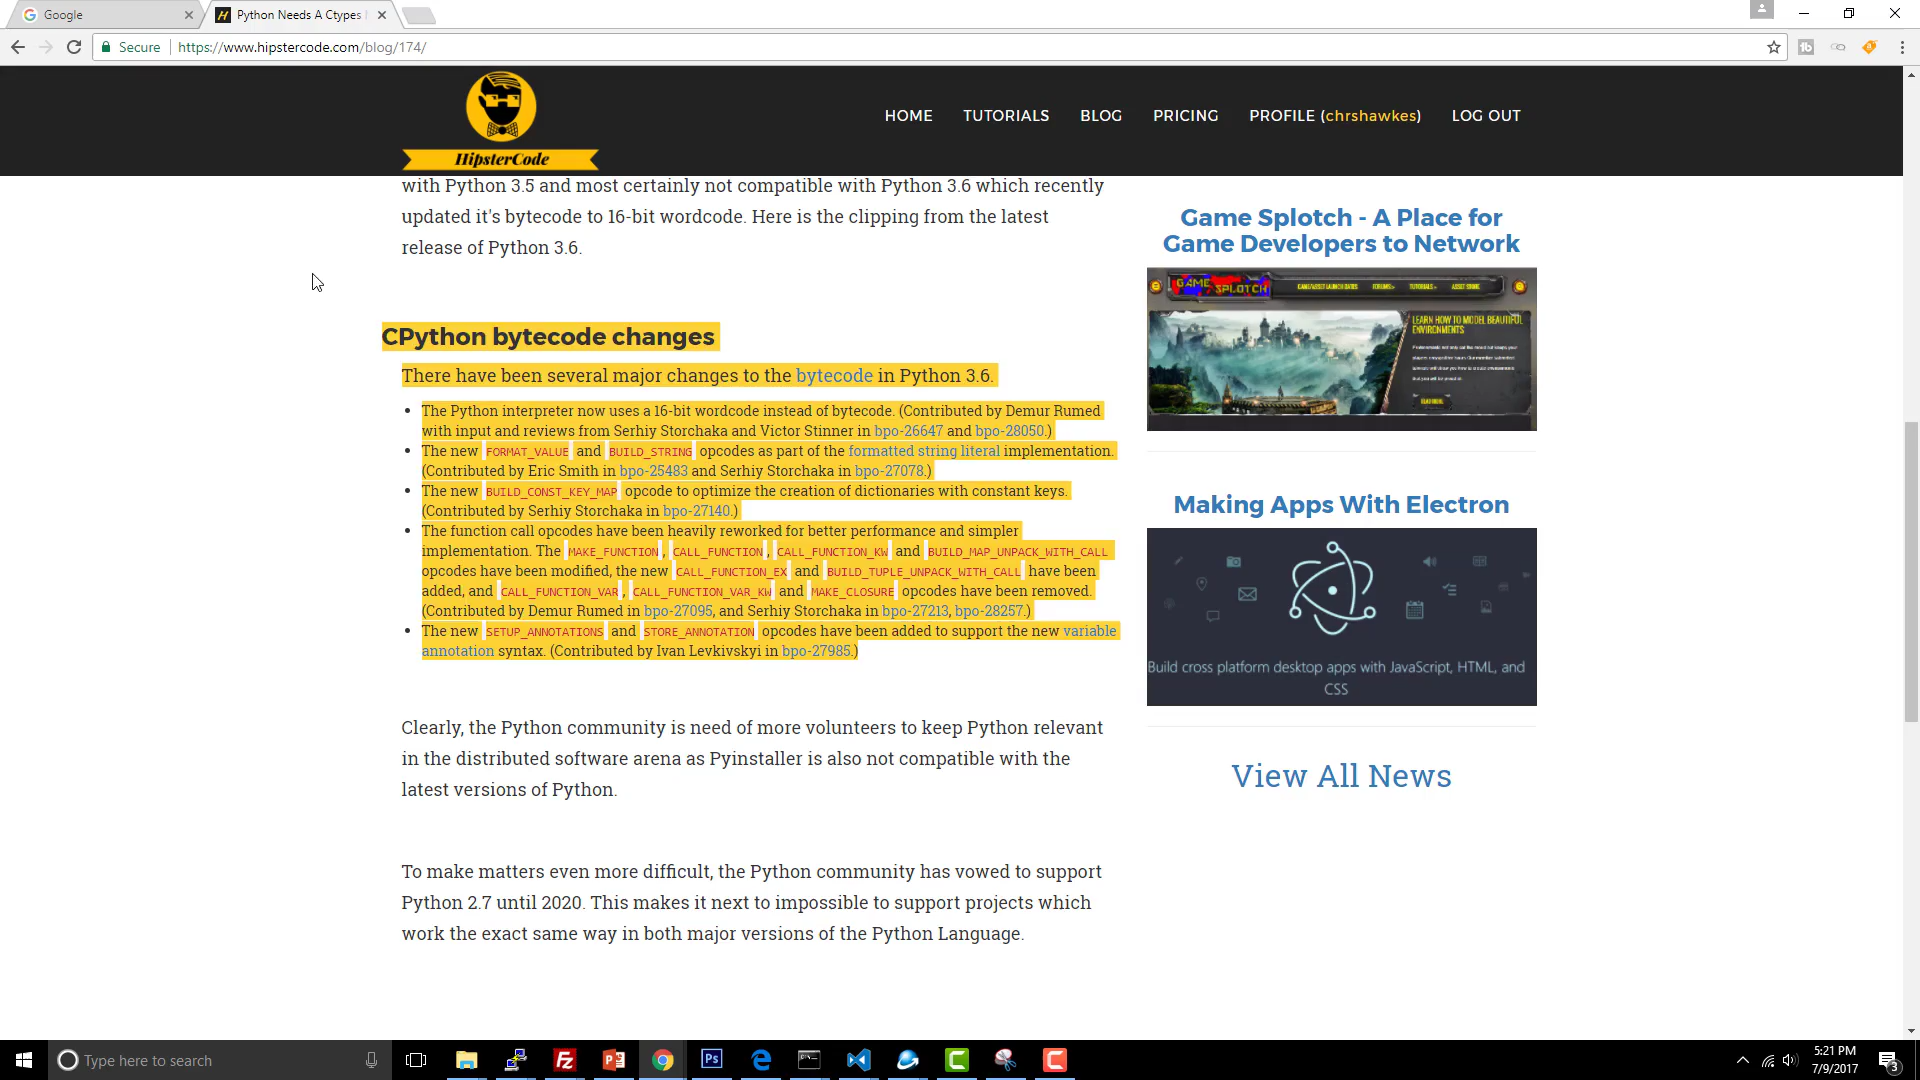 Google
Python Needs A Ctypes
Secure
https://www.hipstercode.com/blog/174/
HipsterCode
HOME
TUTORIALS
BLOG
PRICING
PROFILE (chrshawkes)
LOG OUT
with Python 3.5 and most certainly not compatible with Python 3.6 which recently
updated it's bytecode to 16-bit wordcode. Here is the clipping from the latest
release of Python 3.6.
CPython bytecode changes
There have been several major changes to the bytecode in Python 3.6.
The Python interpreter now uses a 16-bit wordcode instead of bytecode. (Contributed by Demur Rumed
with input and reviews from Serhiy Storchaka and Victor Stinner in bpo-26647 and bpo-28050.)
The new FORMAT_VALUE and BUILD_STRING opcodes as part of the formatted string literal implementation.
(Contributed by Eric Smith in bpo-25483 and Serhiy Storchaka in bpo-27078.)
The new BUILD_CONST_KEY_MAP opcode to optimize the creation of dictionaries with constant keys.
(Contributed by Serhiy Storchaka in bpo-27140.)
The function call opcodes have been heavily reworked for better performance and simpler
implementation. The MAKE_FUNCTION, CALL_FUNCTION, CALL_FUNCTION_KW and BUILD_MAP_UNPACK_WITH_CALL
opcodes have been modified, the new CALL_FUNCTION_EX and BUILD_TUPLE_UNPACK_WITH_CALL have been
added, and CALL_FUNCTION_VAR, CALL_FUNCTION_VAR_KW and MAKE_CLOSURE opcodes have been removed.
(Contributed by Demur Rumed in bpo-27095, and Serhiy Storchaka in bpo-27213, bpo-28257.)
The new SETUP_ANNOTATIONS and STORE_ANNOTATION opcodes have been added to support the new variable
annotation syntax. (Contributed by Ivan Levkivskyi in bpo-27985.)
Clearly, the Python community is need of more volunteers to keep Python relevant
in the distributed software arena as Pyinstaller is also not compatible with the
latest versions of Python.
To make matters even more difficult, the Python community has vowed to support
Python 2.7 until 2020. This makes it next to impossible to support projects which
work the exact same way in both major versions of the Python Language.
Game Splotch - A Place for
Game Developers to Network
GAME SPLOTCH
GAME/ASSET LAUNCH DATES
FORUMS
TUTORIALS
ASSET STORE
LEARN HOW TO MODEL BEAUTIFUL
ENVIRONMENTS
Making Apps With Electron
Build cross platform desktop apps with JavaScript, HTML, and
CSS
View All News
Type here to search
5:21 PM
7/9/2017
3